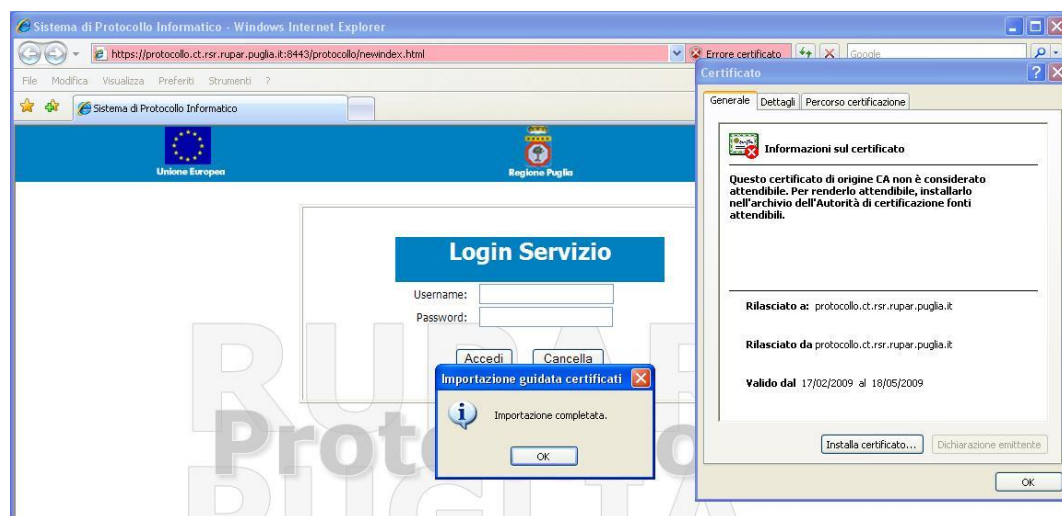 Sistema di Protocollo Informatico - Windows Internet Explorer
https://protocollo.ct.rsr.rupar.puglia.it:8443/protocollo/newindex.html
Errore certificato
Google
File Modifica Visualizza Preferiti Strumenti ?
Sistema di Protocollo Informatico
Unione Europea
Regione Puglia
Login Servizio
Username:
Password:
Accedi Cancella
Importazione guidata certificati
Importazione completata.
OK
RUPAR
PUGLIA
Certificato
Generale Dettagli Percorso certificazione
Informazioni sul certificato
Questo certificato di origine CA non è considerato
attendibile. Per renderlo attendibile, installarlo
nell'archivio dell'Autorità di certificazione fonti
attendibili.
Rilasciato a: protocollo.ct.rsr.rupar.puglia.it
Rilasciato da protocollo.ct.rsr.rupar.puglia.it
Valido dal 17/02/2009 al 18/05/2009
Installa certificato... Dichiarazione emittente
OK